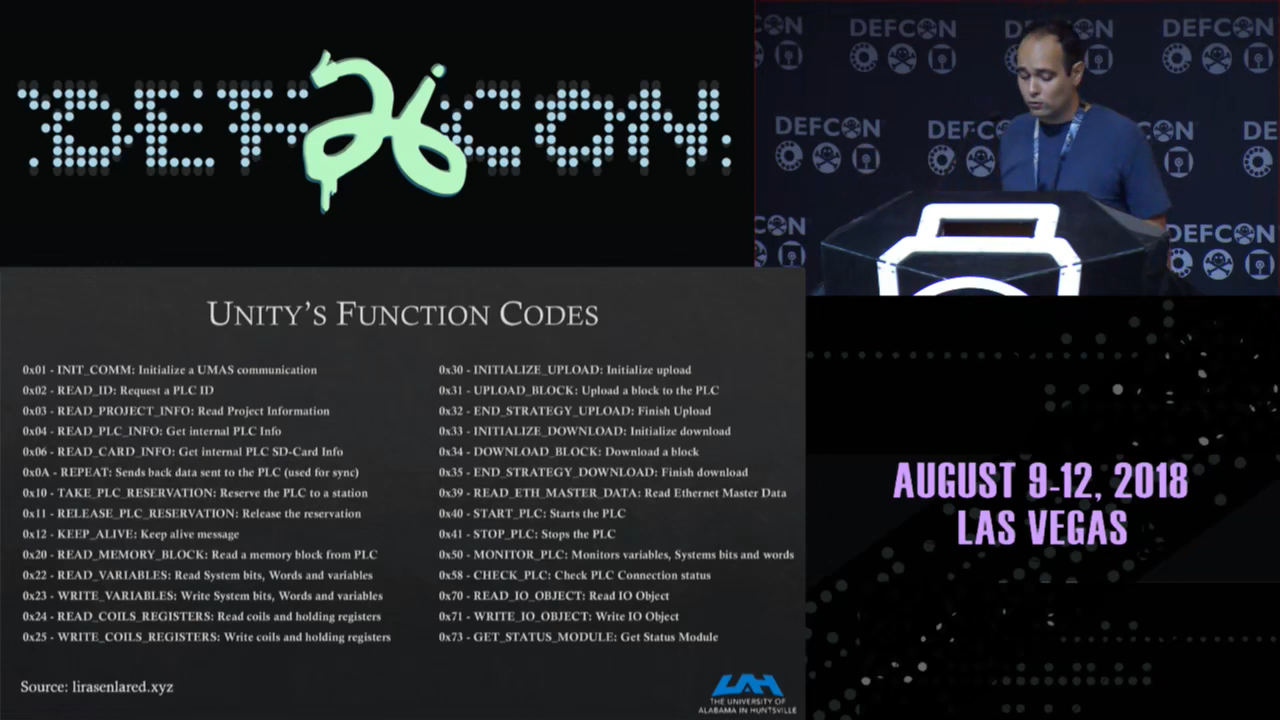 DEFCON
26
DEFCON
DEFCON
DEFCON
DEFCON
DEFCON
UNITY'S FUNCTION CODES
0x01 - INIT_COMM: Initialize a UMAS communication
0x02 - READ_ID: Request a PLC ID
0x03 - READ_PROJECT_INFO: Read Project Information
0x04 - READ_PLC_INFO: Get internal PLC Info
0x06 - READ_CARD_INFO: Get internal PLC SD-Card Info
0x0A - REPEAT: Sends back data sent to the PLC (used for sync)
0x10 - TAKE_PLC_RESERVATION: Reserve the PLC to a station
0x11 - RELEASE_PLC_RESERVATION: Release the reservation
0x12 - KEEP_ALIVE: Keep alive message
0x20 - READ_MEMORY_BLOCK: Read a memory block from PLC
0x22 - READ_VARIABLES: Read System bits, Words and variables
0x23 - WRITE_VARIABLES: Write System bits, Words and variables
0x24 - READ_COILS_REGISTERS: Read coils and holding registers
0x25 - WRITE_COILS_REGISTERS: Write coils and holding registers
0x30 - INITIALIZE_UPLOAD: Initialize upload
0x31 - UPLOAD_BLOCK: Upload a block to the PLC
0x32 - END_STRATEGY_UPLOAD: Finish Upload
0x33 - INITIALIZE_DOWNLOAD: Initialize download
0x34 - DOWNLOAD_BLOCK: Download a block
0x35 - END_STRATEGY_DOWNLOAD: Finish download
0x39 - READ_ETH_MASTER_DATA: Read Ethernet Master Data
0x40 - START_PLC: Starts the PLC
0x41 - STOP_PLC: Stops the PLC
0x50 - MONITOR_PLC: Monitors variables, Systems bits and words
0x58 - CHECK_PLC: Check PLC Connection status
0x70 - READ_IO_OBJECT: Read IO Object
0x71 - WRITE_IO_OBJECT: Write IO Object
0x73 - GET_STATUS_MODULE: Get Status Module
Source: lirasenlared.xyz
UAH
THE UNIVERSITY OF
ALABAMA IN HUNTSVILLE
AUGUST 9-12, 2018
LAS VEGAS